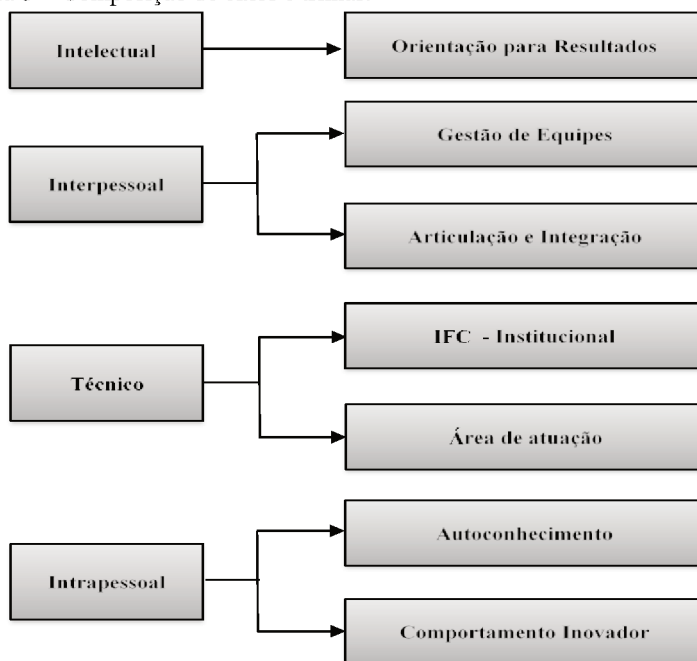 Intelectual
Orientação para Resultados
Gestão de Equipes
Interpessoal
Articulação e Integração
IFC - Institucional
Técnico
Área de atuação
Autoconhecimento
Intrapessoal
Comportamento Inovador